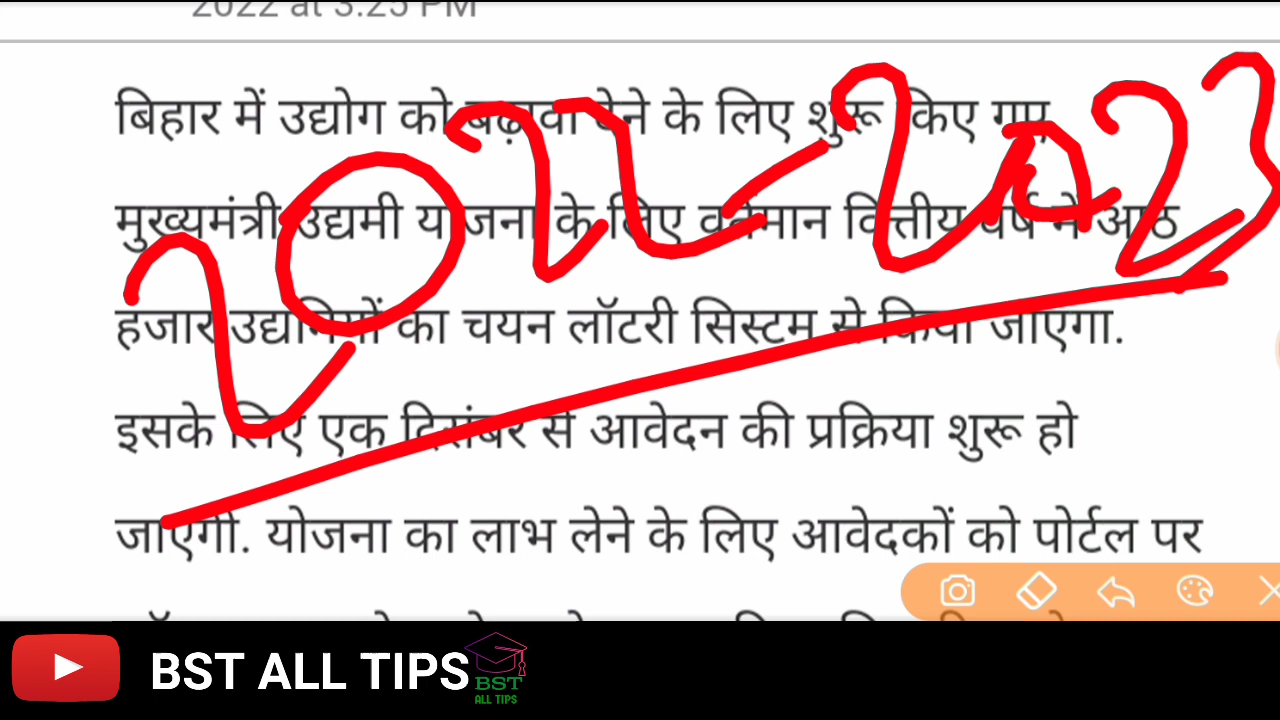 2022 at 3:25 PM
बिहार में उद्योग को बढ़ावा देने के लिए शुरू किए गए
मुख्यमंत्री उद्यमी योजना के लिए वर्तमान वित्तीय वर्ष में आठ
हजार उद्यमियों का चयन लॉटरी सिस्टम से किया जाएगा.
इसके लिए एक दिसंबर से आवेदन की प्रक्रिया शुरू हो
जाएगी. योजना का लाभ लेने के लिए आवेदकों को पोर्टल पर
2022-2023
BST ALL TIPS
BST
ALL TIPS